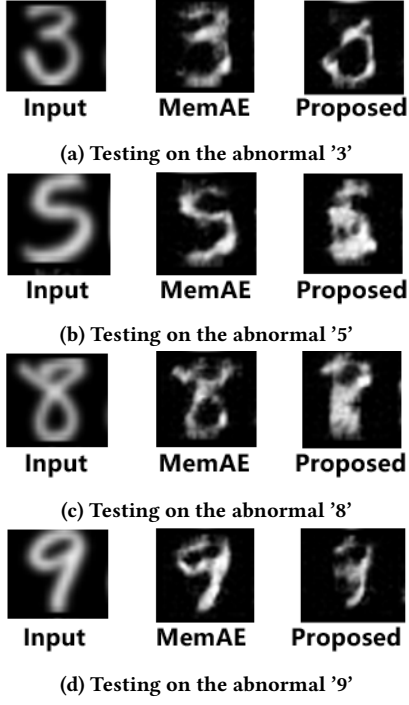 Input MemAE Proposed
(a) Testing on the abnormal ’3’
Input MemAE Proposed
(b) Testing on the abnormal ’5’
Input MemAE Proposed
(c) Testing on the abnormal ’8’
Input MemAE Proposed
(d) Testing on the abnormal ’9’